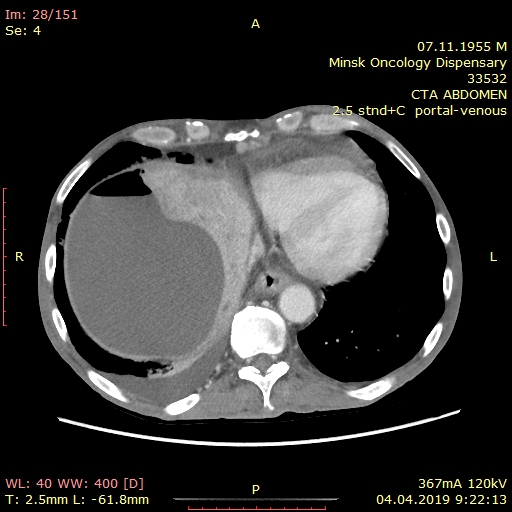 Im: 28/151
Se: 4
A
07.11.1955 M
Minsk Oncology Dispensary
33532
CTA ABDOMEN
2.5 stnd+C portal-venous
R
L
WL: 40 WW: 400 [D]
T: 2.5mm L: -61.8mm
P
367mA 120kV
04.04.2019 9:22:13